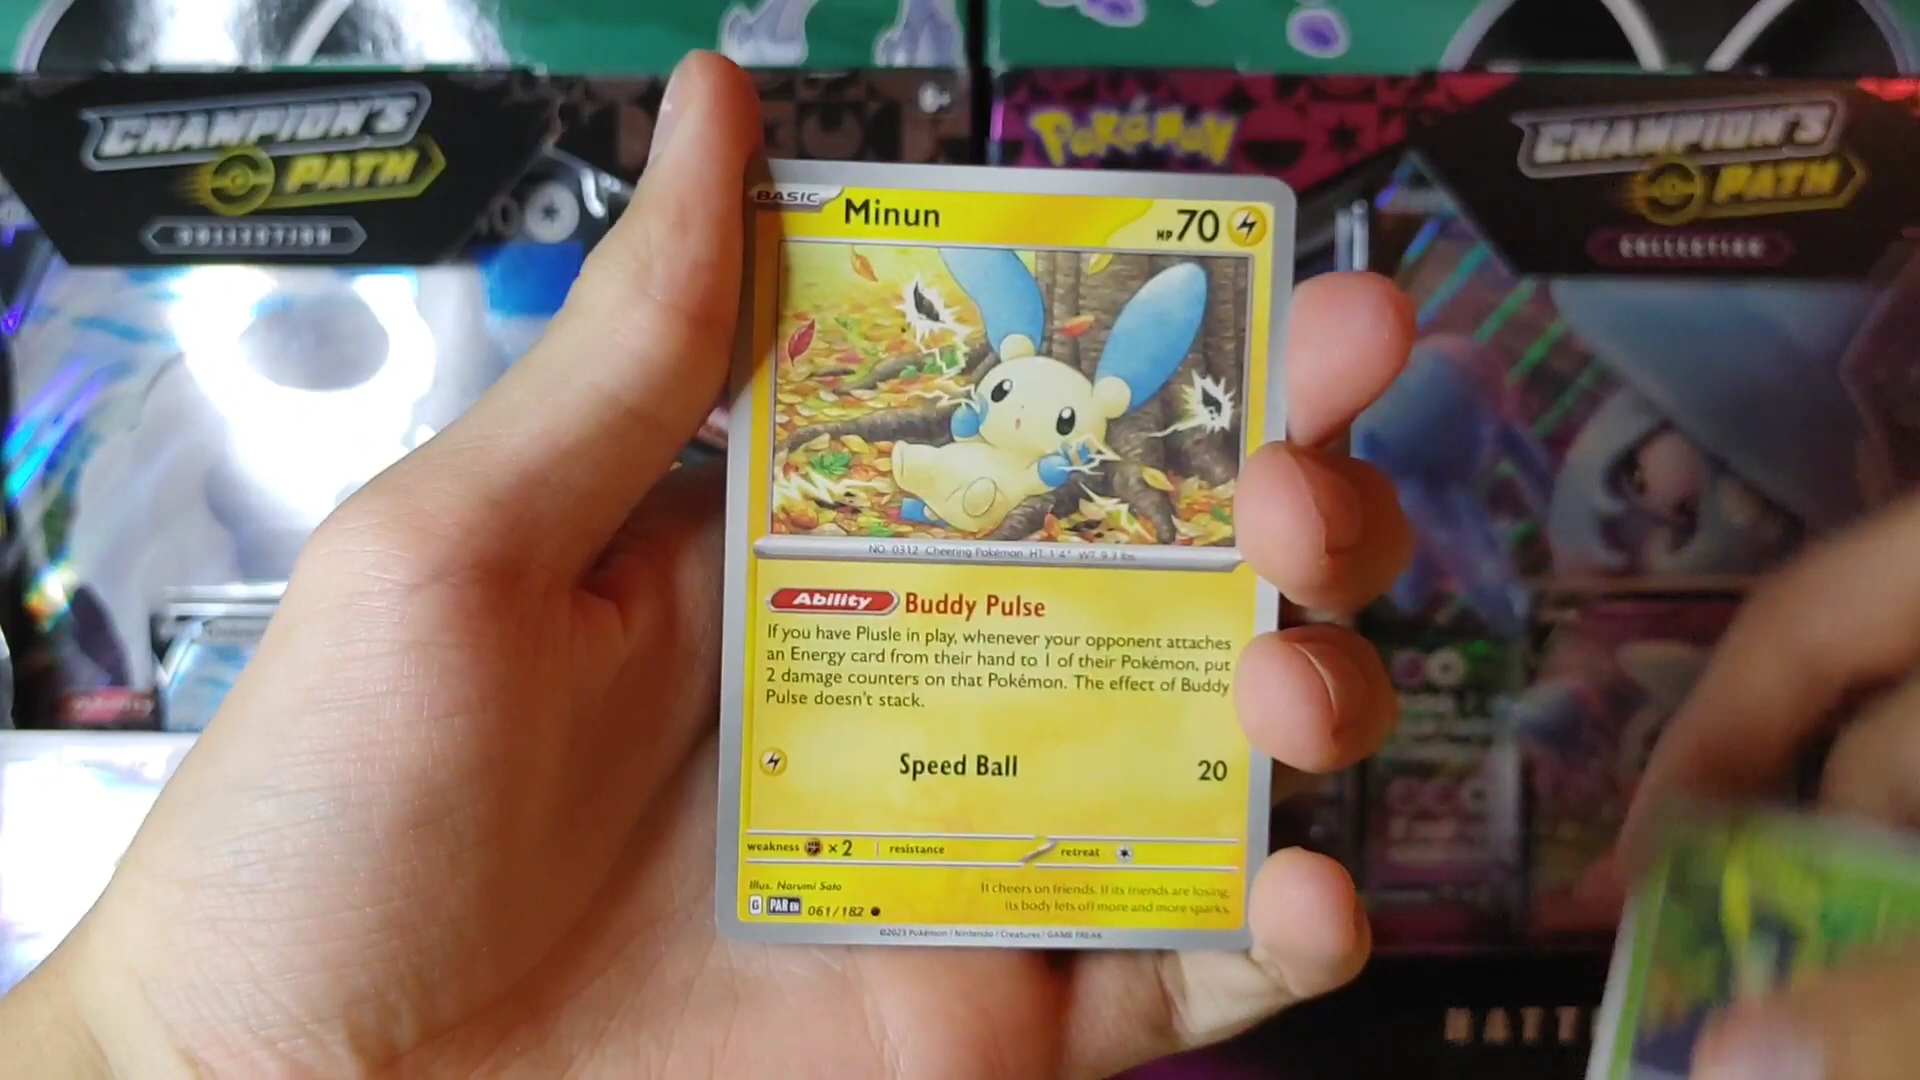 CHAMPION'S
PATH
COLLECTION
Pokémon
CHAMPION'S
PATH
COLLECTION
BASIC
Minun
HP 70
NO. 0312 Cheering Pokémon HT: 1'4" WT: 9.3 lbs.
Ability Buddy Pulse
If you have Plusle in play, whenever your opponent attaches
an Energy card from their hand to 1 of their Pokémon, put
2 damage counters on that Pokémon. The effect of Buddy
Pulse doesn't stack.
Speed Ball 20
weakness ×2 resistance retreat
Illus. Narumi Sato
It cheers on friends. If its friends are losing,
its body lets off more and more sparks.
G PAR EN 061/182
©2023 Pokémon / Nintendo / Creatures / GAME FREAK